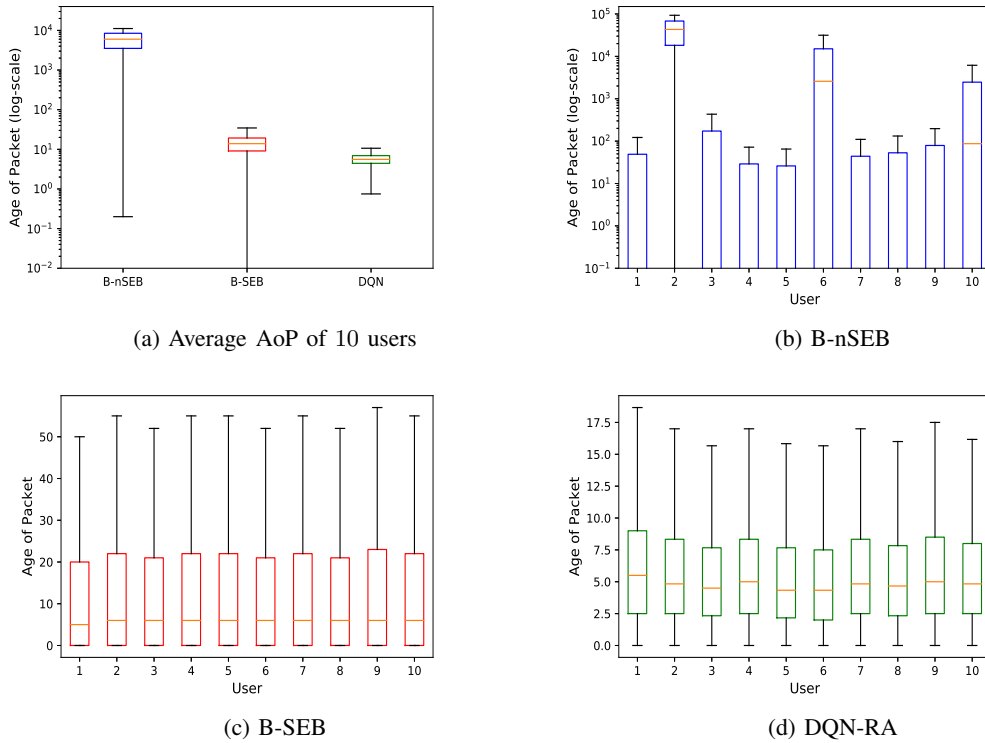 Age of Packet (log-scale)
10^4
10^3
10^2
10^1
10^0
10^-1
10^-2
B-nSEB
B-SEB
DQN
(a) Average AoP of 10 users
Age of Packet (log-scale)
10^5
10^4
10^3
10^2
10^1
10^0
10^-1
1 2 3 4 5 6 7 8 9 10
User
(b) B-nSEB
Age of Packet
50
40
30
20
10
0
1 2 3 4 5 6 7 8 9 10
User
(c) B-SEB
Age of Packet
17.5
15.0
12.5
10.0
7.5
5.0
2.5
0.0
1 2 3 4 5 6 7 8 9 10
User
(d) DQN-RA